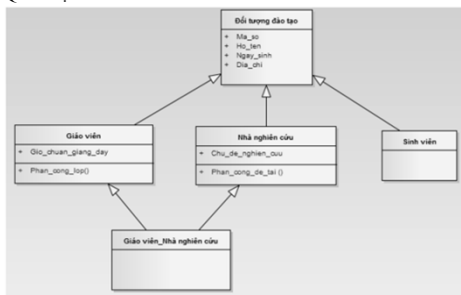 Đối tượng đào tạo
+ Ma_so
+ Ho_ten
+ Ngay_sinh
+ Dia_chi
Giáo viên
+ Gio_chuan_giang_day
+ Phan_cong_lop()
Nhà nghiên cứu
+ Chu_de_nghien_cuu
+ Phan_cong_de_tai ()
Sinh viên
Giáo viên_Nhà nghiên cứu